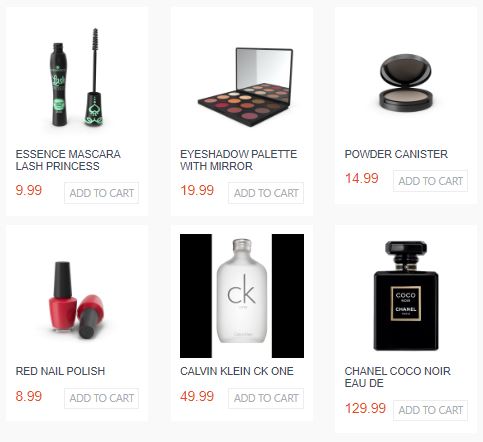 ESSENCE MASCARA
LASH PRINCESS
9.99 ADD TO CART
EYESHADOW PALETTE
WITH MIRROR
19.99 ADD TO CART
POWDER CANISTER
14.99 ADD TO CART
RED NAIL POLISH
8.99 ADD TO CART
ck
one
Calvin Klein
CALVIN KLEIN CK ONE
49.99 ADD TO CART
COCO
NOIR
CHANEL
PARIS
CHANEL COCO NOIR
EAU DE
129.99 ADD TO CART